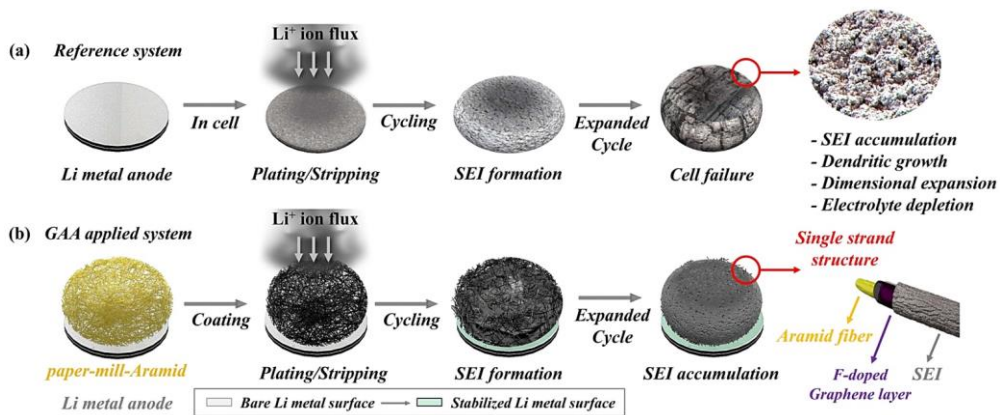 (a) Reference system
Li⁺ ion flux
In cell
Cycling
Expanded
Cycle
Li metal anode
Plating/Stripping
SEI formation
Cell failure
- SEI accumulation
- Dendritic growth
- Dimensional expansion
- Electrolyte depletion
(b) GAA applied system
Li⁺ ion flux
Single strand
structure
Coating
Cycling
Expanded
Cycle
Aramid fiber
paper-mill-Aramid
Plating/Stripping
SEI formation
SEI accumulation
F-doped
Graphene layer
SEI
Li metal anode
Bare Li metal surface
Stabilized Li metal surface